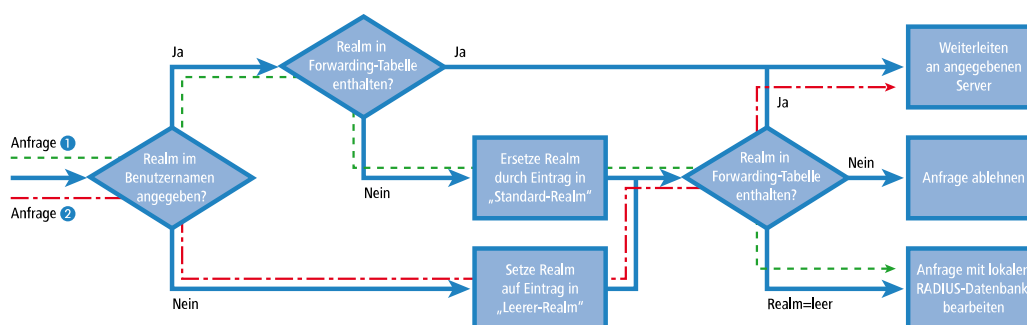 Ja
Realm in
Forwarding-Tabelle
enthalten?
Ja
Weiterleiten
an angegebenen
Server
Anfrage 1
Realm im
Benutzernamen
angegeben?
Anfrage 2
Nein
Ersetze Realm
durch Eintrag in
„Standard-Realm“
Ja
Realm in
Forwarding-Tabelle
enthalten?
Nein
Anfrage ablehnen
Nein
Setze Realm
auf Eintrag in
„Leerer-Realm“
Realm=leer
Anfrage mit lokaler
RADIUS-Datenbank
bearbeiten